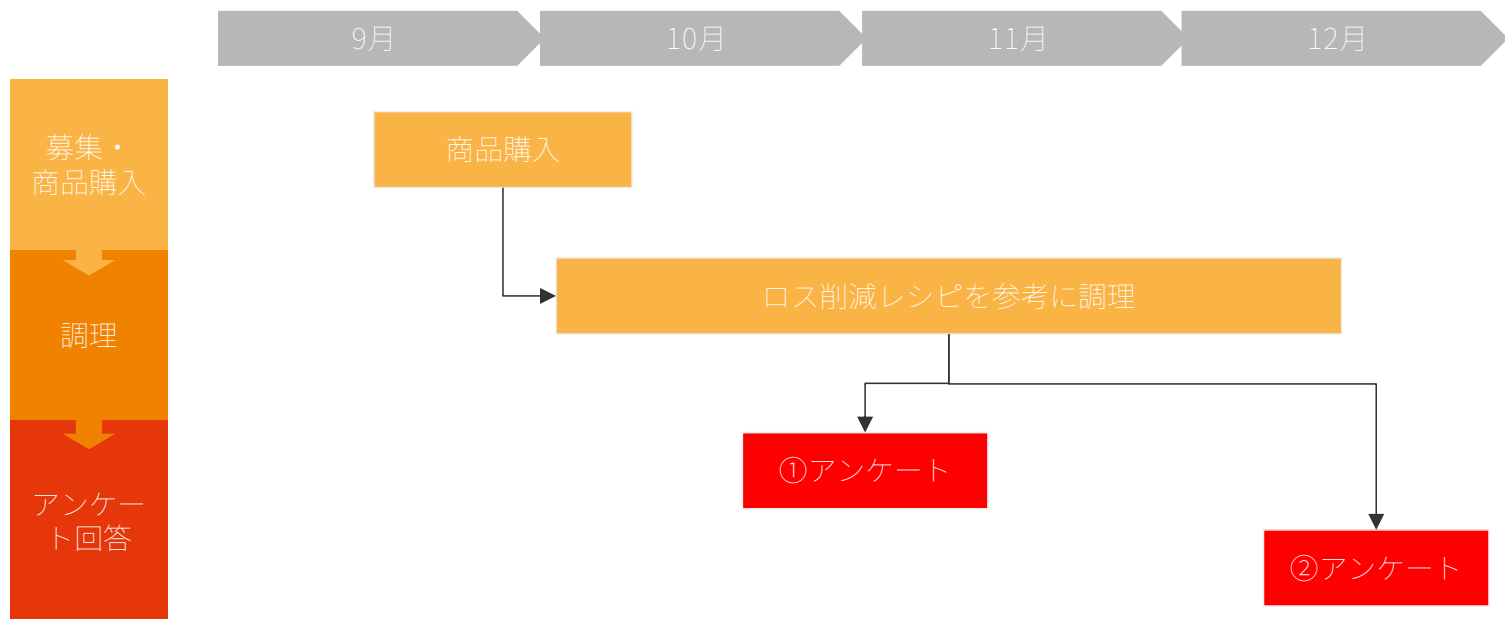 9月
10月
11月
12月
募集・
商品購入
商品購入
調理
ロス削減レシピを参考に調理
アンケー
ト回答
①アンケート
②アンケート